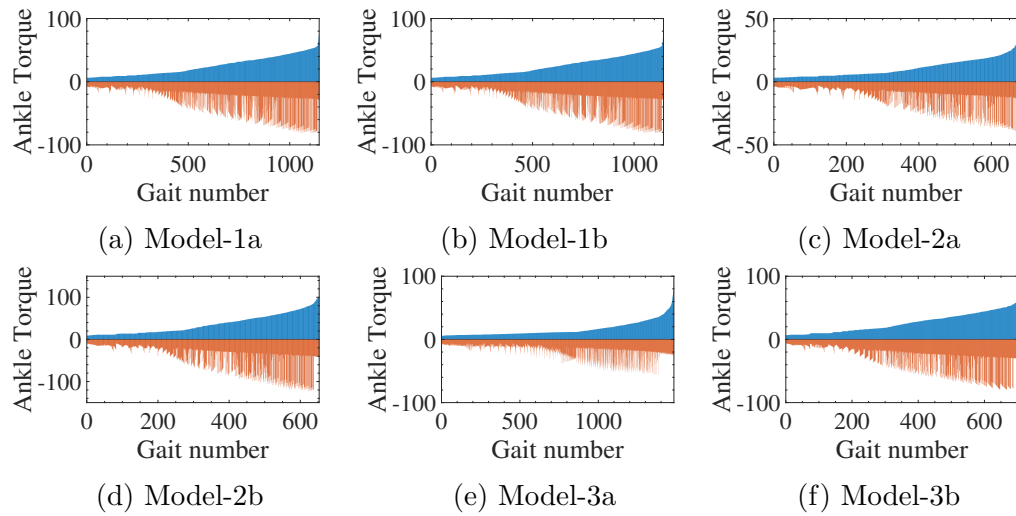 100
0
-100
Ankle Torque
0 500 1000
Gait number
(a) Model-1a
100
0
-100
Ankle Torque
0 500 1000
Gait number
(b) Model-1b
50
0
-50
Ankle Torque
0 200 400 600
Gait number
(c) Model-2a
100
0
-100
Ankle Torque
0 200 400 600
Gait number
(d) Model-2b
100
0
-100
Ankle Torque
0 500 1000
Gait number
(e) Model-3a
100
0
-100
Ankle Torque
0 200 400 600
Gait number
(f) Model-3b